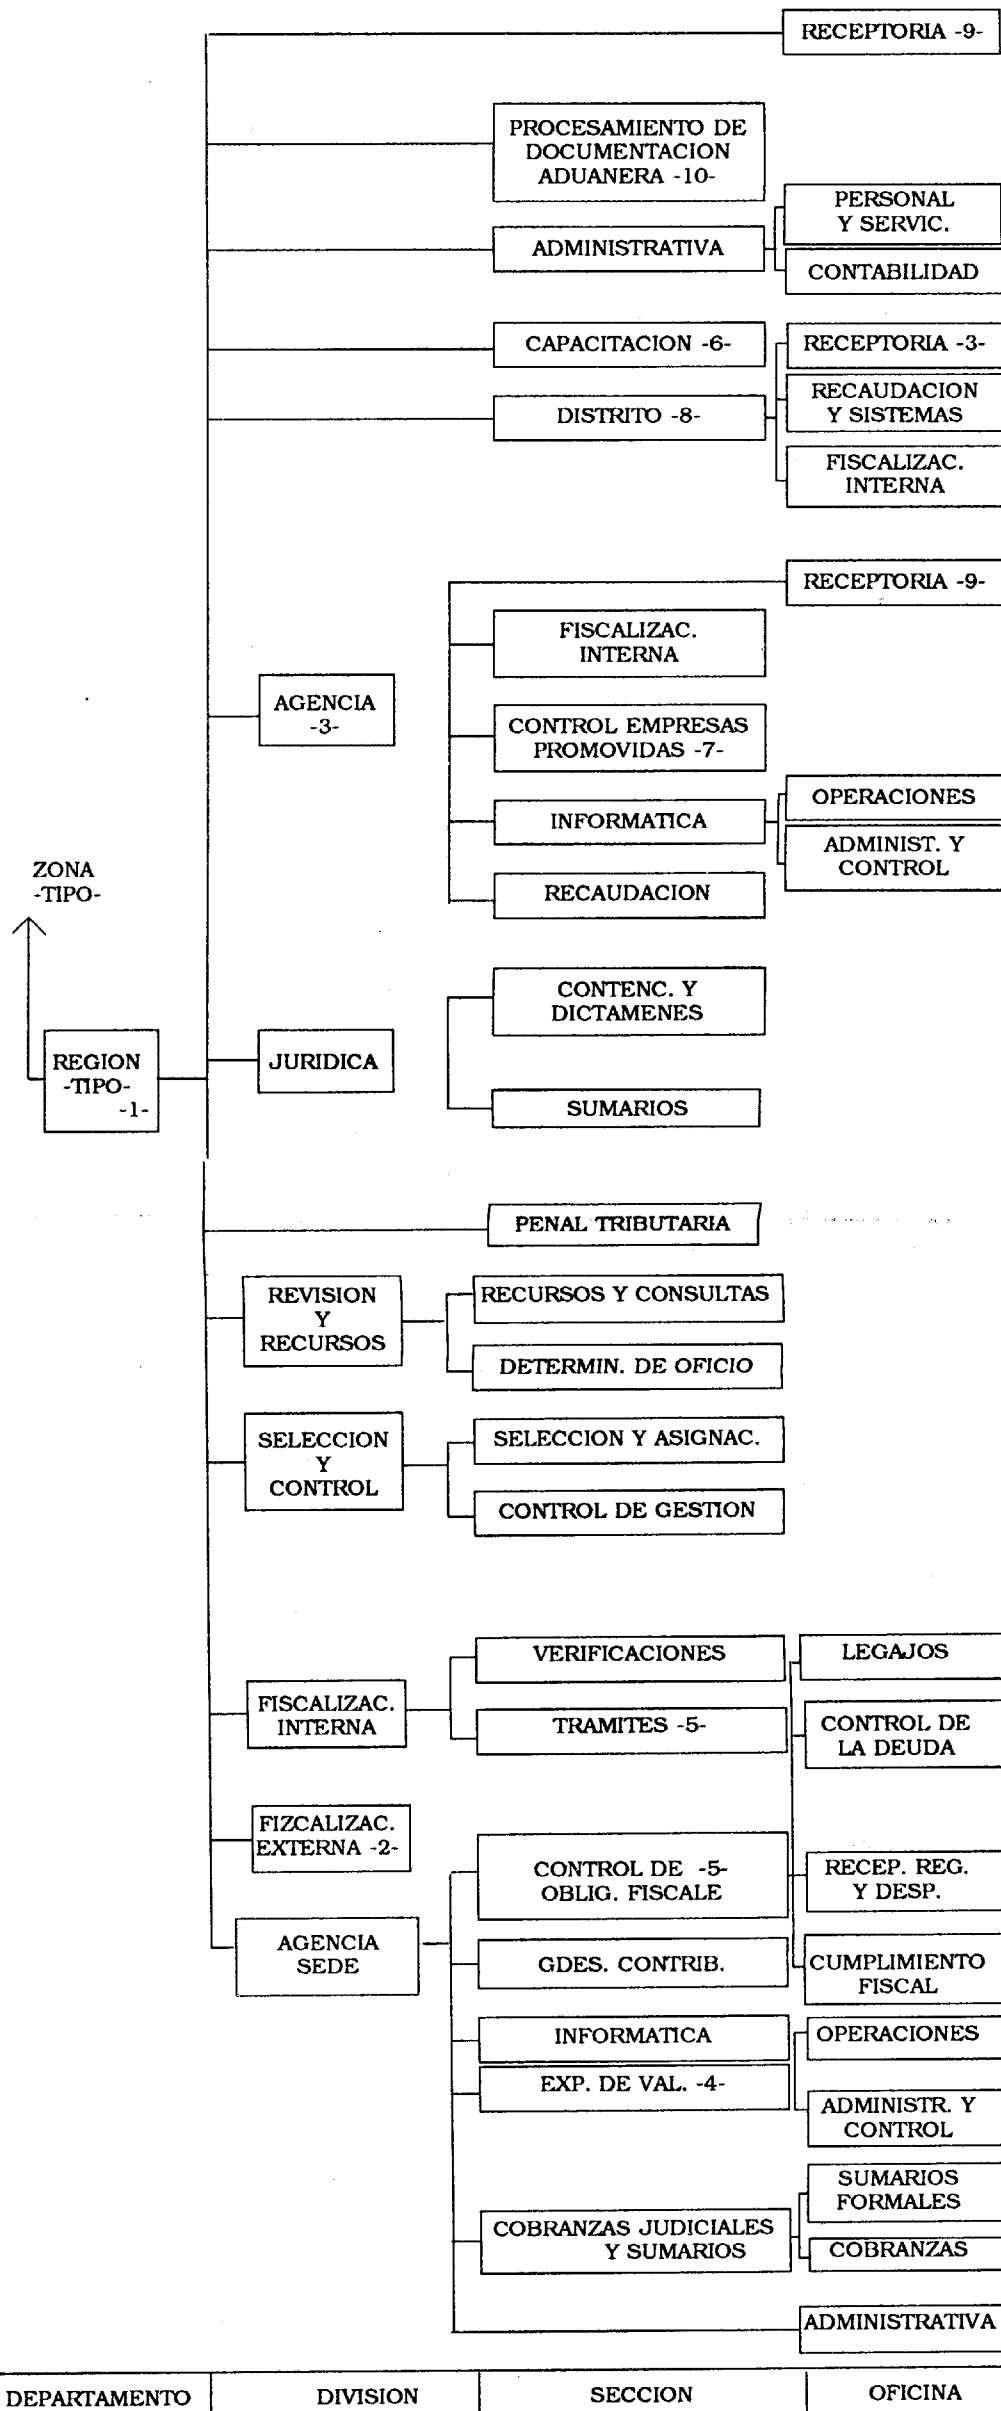 RECEPTORIA -9-
PROCESAMIENTO DE
DOCUMENTACION
ADUANERA -10-
PERSONAL
Y SERVIC.
ADMINISTRATIVA
CONTABILIDAD
CAPACITACION -6-
RECEPTORIA -3-
RECAUDACION
Y SISTEMAS
DISTRITO -8-
FISCALIZAC.
INTERNA
RECEPTORIA -9-
FISCALIZAC.
INTERNA
AGENCIA
-3-
CONTROL EMPRESAS
PROMOVIDAS -7-
OPERACIONES
INFORMATICA
ADMINIST. Y
CONTROL
ZONA
-TIPO-
RECAUDACION
CONTENC. Y
DICTAMENES
REGION
-TIPO-
-1-
JURIDICA
SUMARIOS
PENAL TRIBUTARIA
REVISION
Y
RECURSOS
RECURSOS Y CONSULTAS
DETERMIN. DE OFICIO
SELECCION
Y
CONTROL
SELECCION Y ASIGNAC.
CONTROL DE GESTION
VERIFICACIONES
LEGAJOS
FISCALIZAC.
INTERNA
TRAMITES -5-
CONTROL DE
LA DEUDA
FIZCALIZAC.
EXTERNA -2-
CONTROL DE -5-
OBLIG. FISCALE
RECEP. REG.
Y DESP.
AGENCIA
SEDE
GDES. CONTRIB.
CUMPLIMIENTO
FISCAL
INFORMATICA
OPERACIONES
EXP. DE VAL. -4-
ADMINISTR. Y
CONTROL
SUMARIOS
FORMALES
COBRANZAS JUDICIALES
Y SUMARIOS
COBRANZAS
ADMINISTRATIVA
DEPARTAMENTO DIVISION SECCION OFICINA